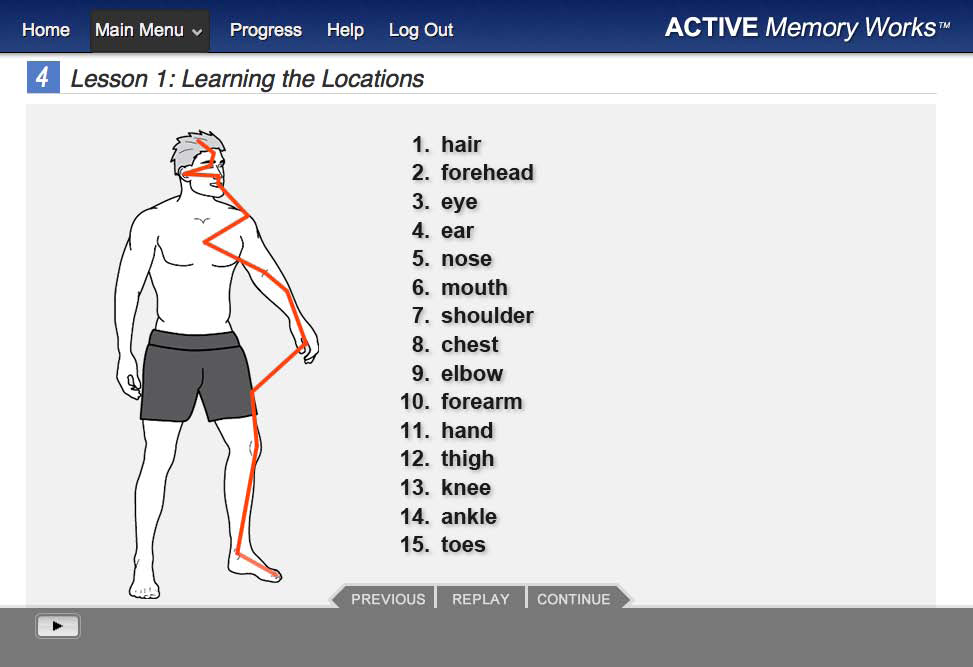 Home Main Menu Progress Help Log Out ACTIVE Memory Works™
4 Lesson 1: Learning the Locations
1. hair
2. forehead
3. eye
4. ear
5. nose
6. mouth
7. shoulder
8. chest
9. elbow
10. forearm
11. hand
12. thigh
13. knee
14. ankle
15. toes
PREVIOUS REPLAY CONTINUE